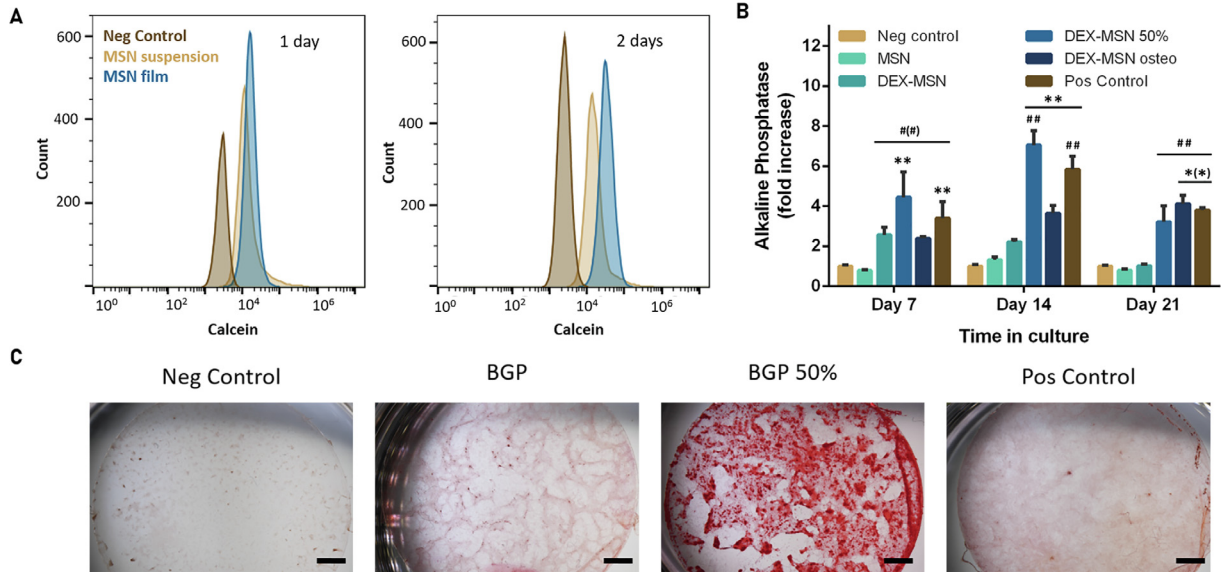 A
Neg Control
MSN suspension
MSN film
1 day
600
400
200
Count
10⁰
10²
10⁴
10⁶
Calcein
2 days
600
400
200
Count
10⁰
10²
10⁴
10⁶
Calcein
B
Neg control
MSN
DEX-MSN
DEX-MSN 50%
DEX-MSN osteo
Pos Control
Alkaline Phosphatase
(fold increase)
12
10
8
6
4
2
0
#(#)
**
**
**
##
##
##
*(*)
Day 7
Day 14
Day 21
Time in culture
C
Neg Control
BGP
BGP 50%
Pos Control